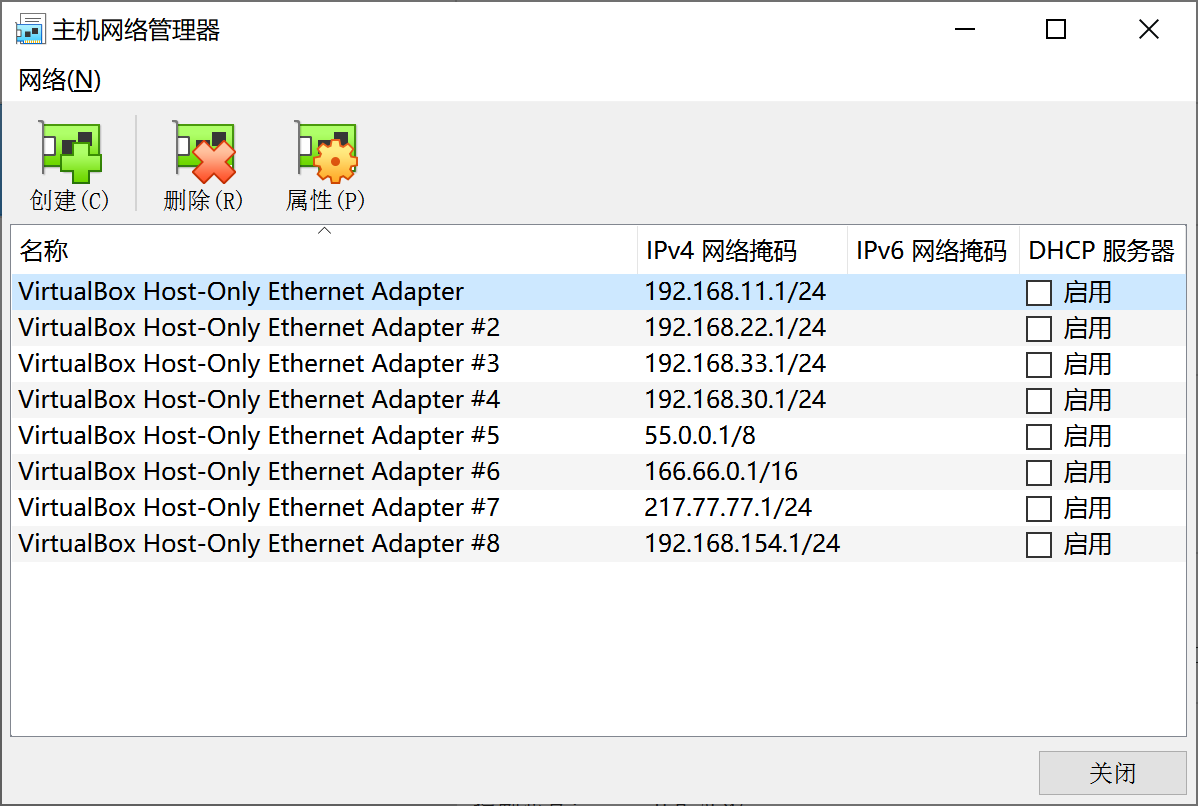 主机网络管理器
网络(N)
创建(C) 删除(R) 属性(P)
名称 IPv4 网络掩码 IPv6 网络掩码 DHCP 服务器
VirtualBox Host-Only Ethernet Adapter 192.168.11.1/24 启用
VirtualBox Host-Only Ethernet Adapter #2 192.168.22.1/24 启用
VirtualBox Host-Only Ethernet Adapter #3 192.168.33.1/24 启用
VirtualBox Host-Only Ethernet Adapter #4 192.168.30.1/24 启用
VirtualBox Host-Only Ethernet Adapter #5 55.0.0.1/8 启用
VirtualBox Host-Only Ethernet Adapter #6 166.66.0.1/16 启用
VirtualBox Host-Only Ethernet Adapter #7 217.77.77.1/24 启用
VirtualBox Host-Only Ethernet Adapter #8 192.168.154.1/24 启用
关闭